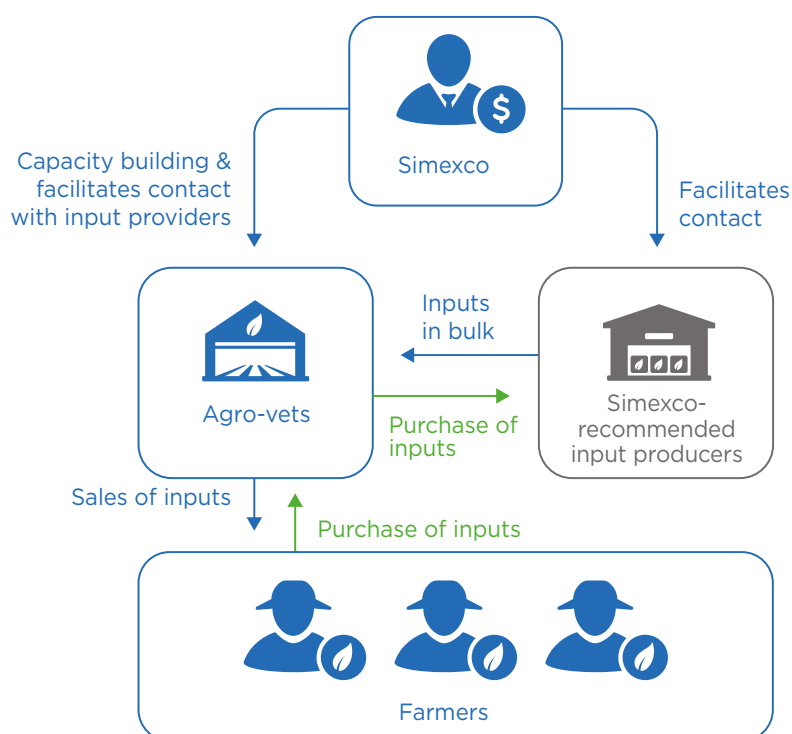 $
Simexco
Capacity building &
facilitates contact
with input providers
Facilitates
contact
Inputs
in bulk
Agro-vets
Purchase of
inputs
Simexco-
recommended
input producers
Sales of inputs
Purchase of inputs
Farmers